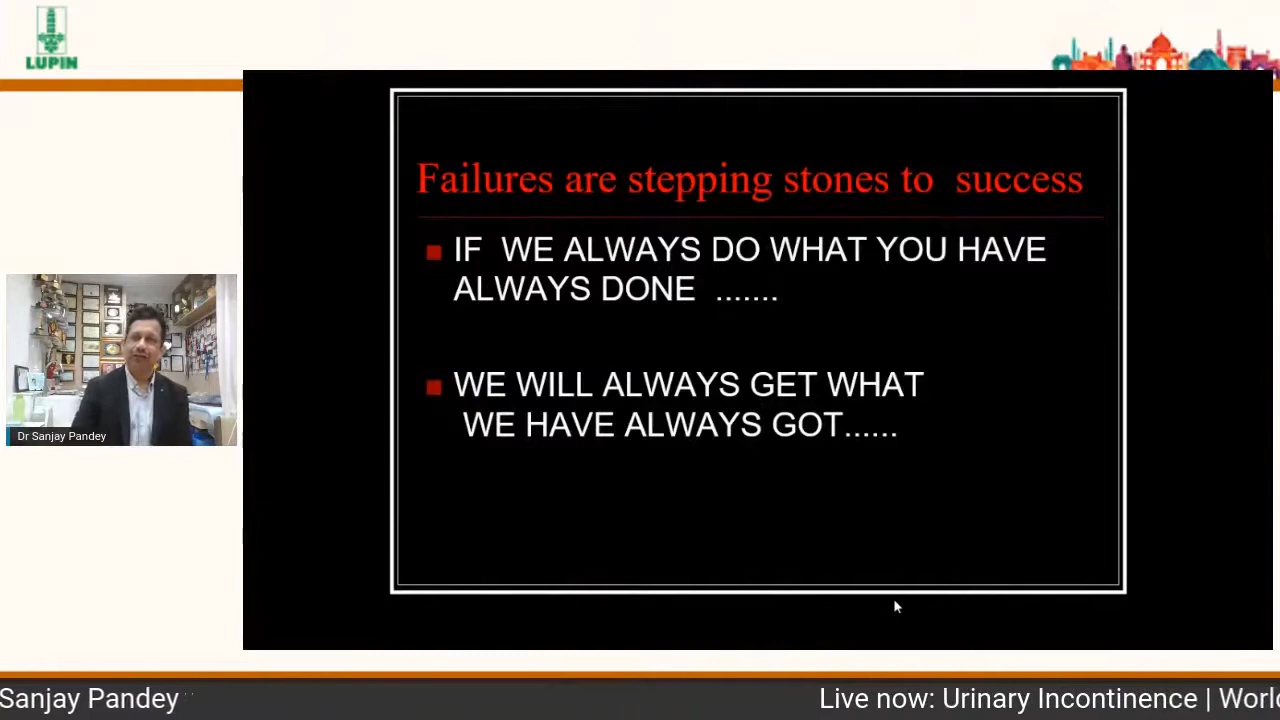 LUPIN
Failures are stepping stones to success
IF WE ALWAYS DO WHAT YOU HAVE
ALWAYS DONE .......
WE WILL ALWAYS GET WHAT
WE HAVE ALWAYS GOT......
Dr Sanjay Pandey
Sanjay Pandey
Live now: Urinary Incontinence | World